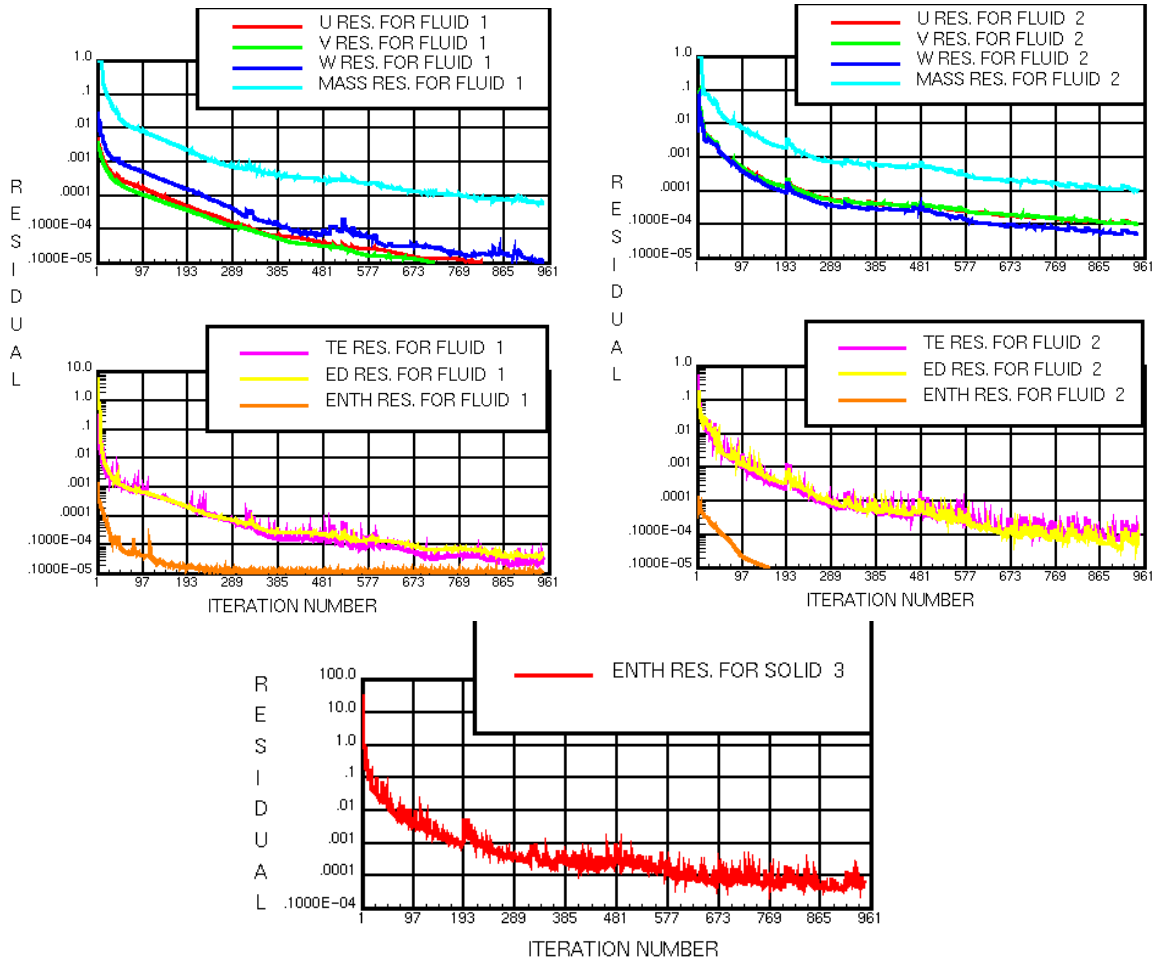 U RES. FOR FLUID 1
V RES. FOR FLUID 1
W RES. FOR FLUID 1
MASS RES. FOR FLUID 1
1.0
.1
.01
.001
.0001
.1000E-04
.1000E-05
1 97 193 289 385 481 577 673 769 865 961
U RES. FOR FLUID 2
V RES. FOR FLUID 2
W RES. FOR FLUID 2
MASS RES. FOR FLUID 2
1.0
.1
.01
.001
.0001
.1000E-04
.1000E-05
1 97 193 289 385 481 577 673 769 865 961
RESIDUAL
RESIDUAL
TE RES. FOR FLUID 1
ED RES. FOR FLUID 1
ENTH RES. FOR FLUID 1
10.0
1.0
.1
.01
.001
.0001
.1000E-04
.1000E-05
1 97 193 289 385 481 577 673 769 865 961
ITERATION NUMBER
TE RES. FOR FLUID 2
ED RES. FOR FLUID 2
ENTH RES. FOR FLUID 2
1.0
.1
.01
.001
.0001
.1000E-04
.1000E-05
1 97 193 289 385 481 577 673 769 865 961
ITERATION NUMBER
RESIDUAL
ENTH RES. FOR SOLID 3
100.0
10.0
1.0
.1
.01
.001
.0001
.1000E-04
1 97 193 289 385 481 577 673 769 865 961
ITERATION NUMBER